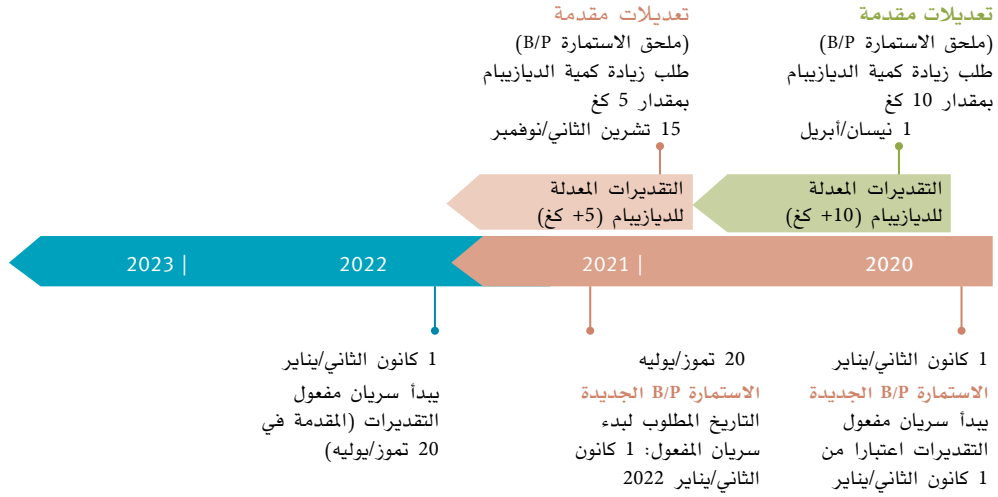 تعديلات مقدمة
(ملحق الاستمارة B/P)
طلب زيادة كمية الديازيبام
بمقدار 10 كغ
1 نيسان/أبريل
تعديلات مقدمة
(ملحق الاستمارة B/P)
طلب زيادة كمية الديازيبام
بمقدار 5 كغ
15 تشرين الثاني/نوفمبر
التقديرات المعدلة
للديازيبام (10+ كغ)
التقديرات المعدلة
للديازيبام (5+ كغ)
2020
2021 |
2022
2023 |
1 كانون الثاني/يناير
الاستمارة B/P الجديدة
يبدأ سريان مفعول
التقديرات اعتبارا من
1 كانون الثاني/يناير
20 تموز/يوليه
الاستمارة B/P الجديدة
التاريخ المطلوب لبدء
سريان المفعول: 1 كانون
الثاني/يناير 2022
1 كانون الثاني/يناير
يبدأ سريان مفعول
التقديرات (المقدمة في
20 تموز/يوليه)